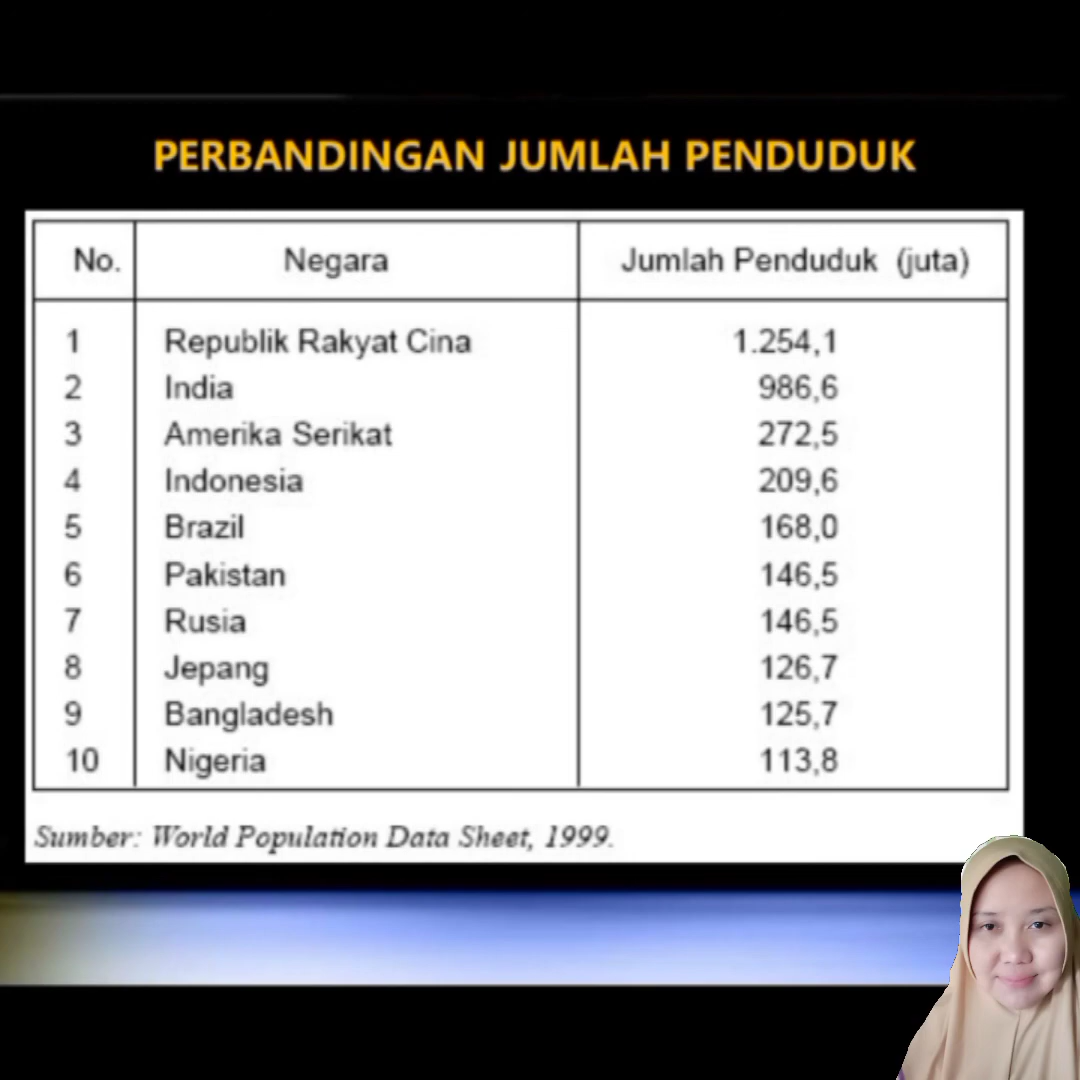 PERBANDINGAN JUMLAH PENDUDUK
No. Negara Jumlah Penduduk (juta)
1 Republik Rakyat Cina 1.254,1
2 India 986,6
3 Amerika Serikat 272,5
4 Indonesia 209,6
5 Brazil 168,0
6 Pakistan 146,5
7 Rusia 146,5
8 Jepang 126,7
9 Bangladesh 125,7
10 Nigeria 113,8
Sumber: World Population Data Sheet, 1999.